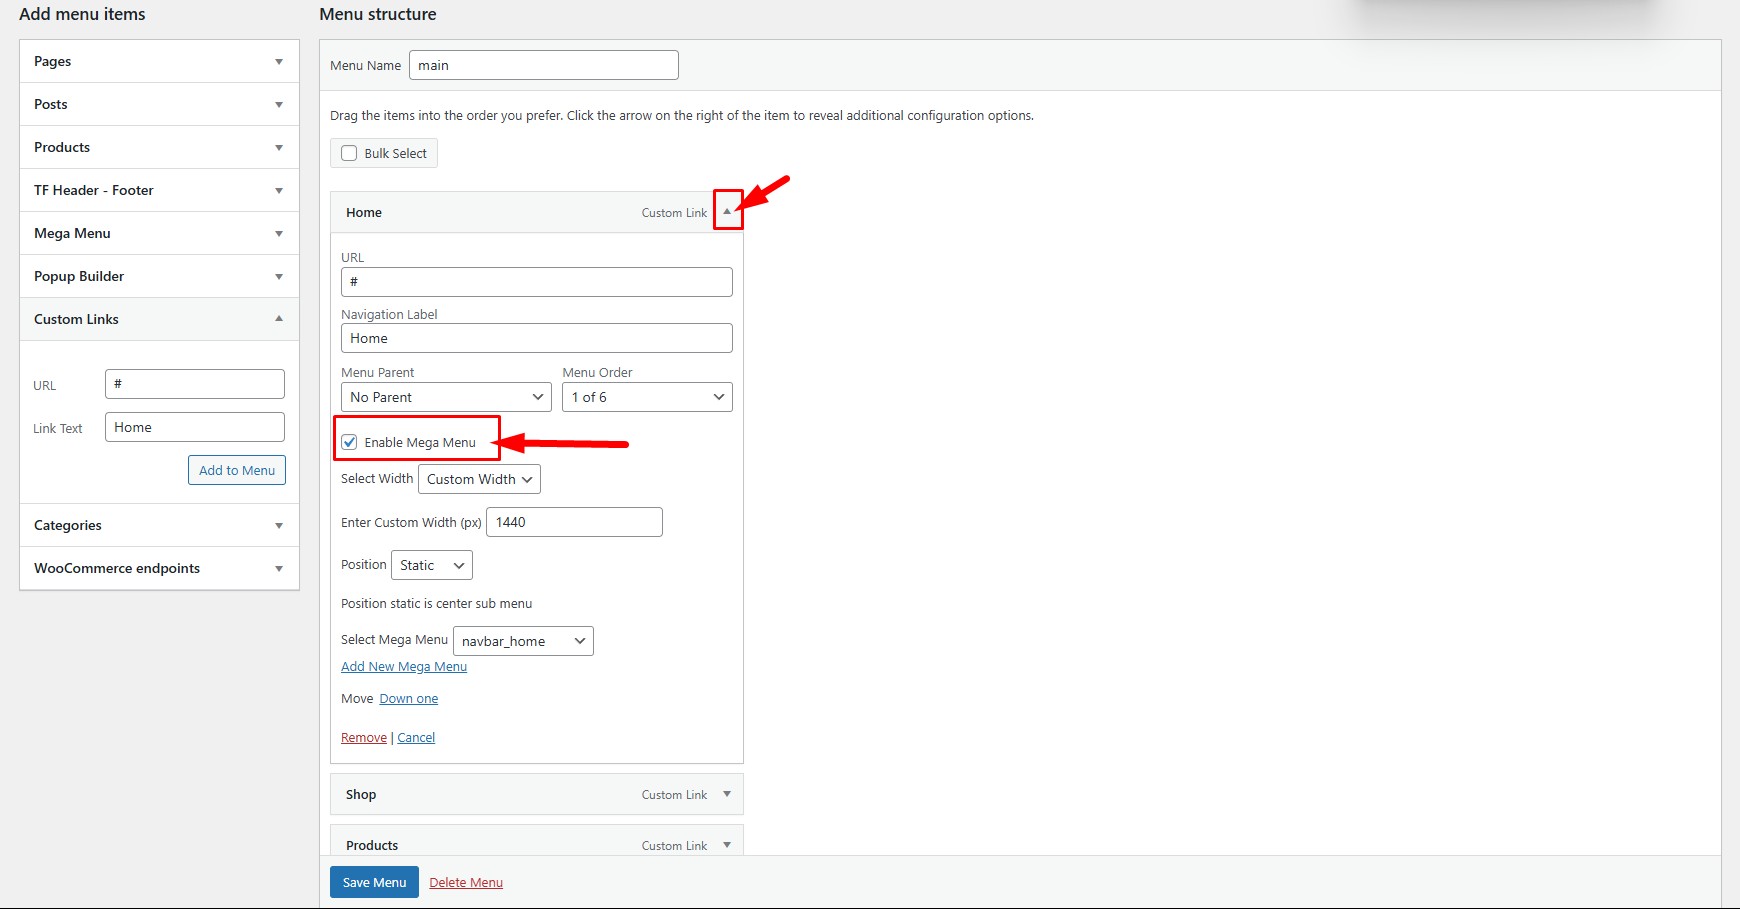 Add menu items
Pages
Posts
Products
TF Header - Footer
Mega Menu
Popup Builder
Custom Links
URL #
Link Text Home
Add to Menu
Categories
WooCommerce endpoints
Menu structure
Menu Name main
Drag the items into the order you prefer. Click the arrow on the right of the item to reveal additional configuration options.
Bulk Select
Home Custom Link
URL
#
Navigation Label
Home
Menu Parent Menu Order
No Parent 1 of 6
Enable Mega Menu
Select Width Custom Width
Enter Custom Width (px) 1440
Position Static
Position static is center sub menu
Select Mega Menu navbar_home
Add New Mega Menu
Move Down one
Remove | Cancel
Shop Custom Link
Products Custom Link
Save Menu Delete Menu